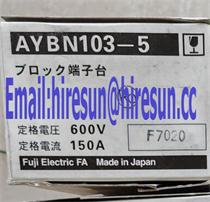 AYBN103-5
ブロック端子台
Email:hiresun@hiresun.cc
定格電圧 600V
定格電流 150A
F7020
Fuji Electric FA Made in Japan